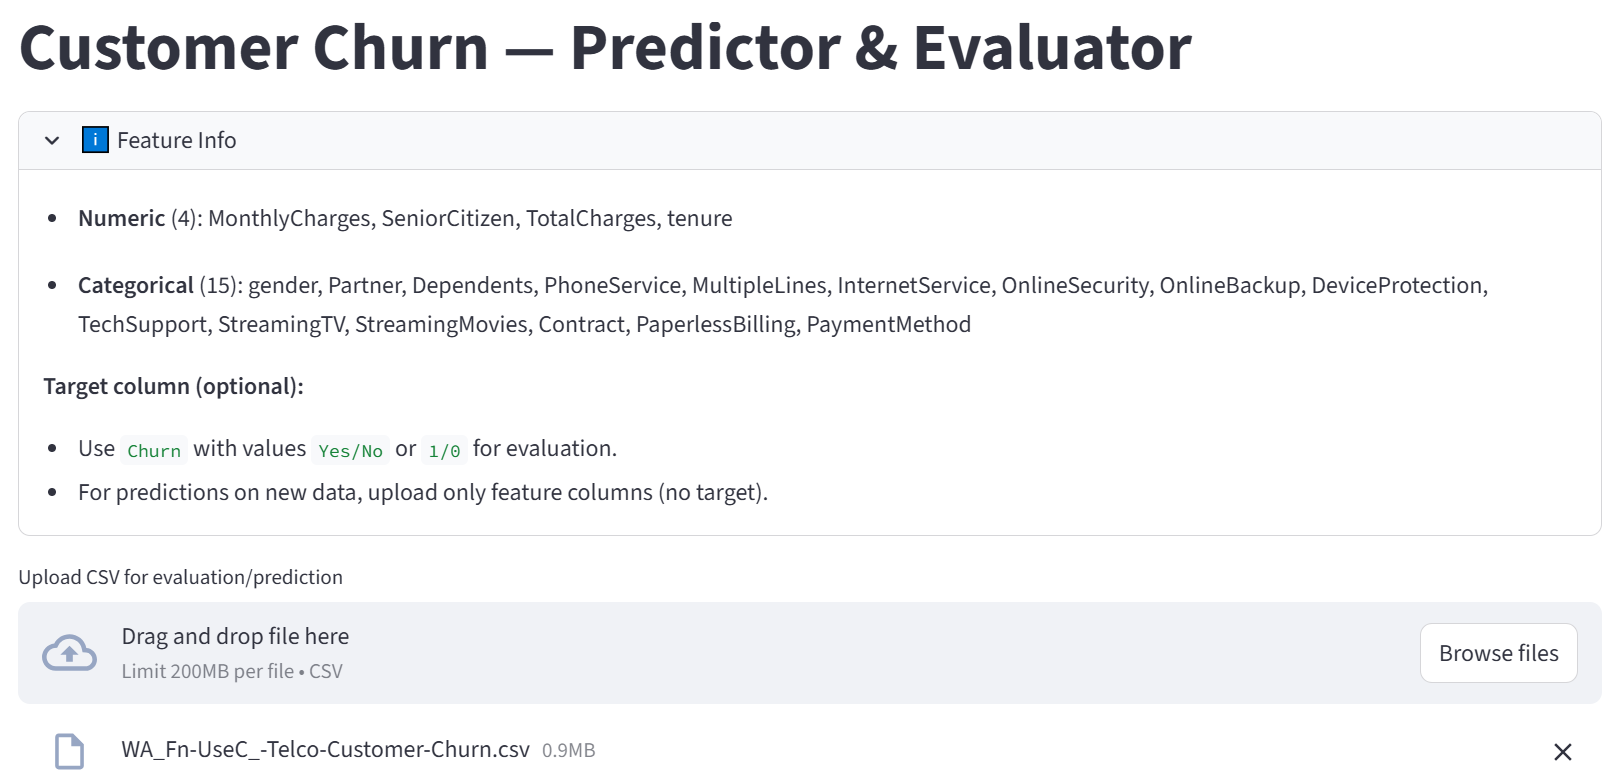 Customer Churn — Predictor & Evaluator
i Feature Info
• Numeric (4): MonthlyCharges, SeniorCitizen, TotalCharges, tenure
• Categorical (15): gender, Partner, Dependents, PhoneService, MultipleLines, InternetService, OnlineSecurity, OnlineBackup, DeviceProtection,
TechSupport, StreamingTV, StreamingMovies, Contract, PaperlessBilling, PaymentMethod
Target column (optional):
• Use Churn with values Yes/No or 1/0 for evaluation.
• For predictions on new data, upload only feature columns (no target).
Upload CSV for evaluation/prediction
Drag and drop file here
Limit 200MB per file • CSV
Browse files
WA_Fn-UseC_-Telco-Customer-Churn.csv 0.9MB